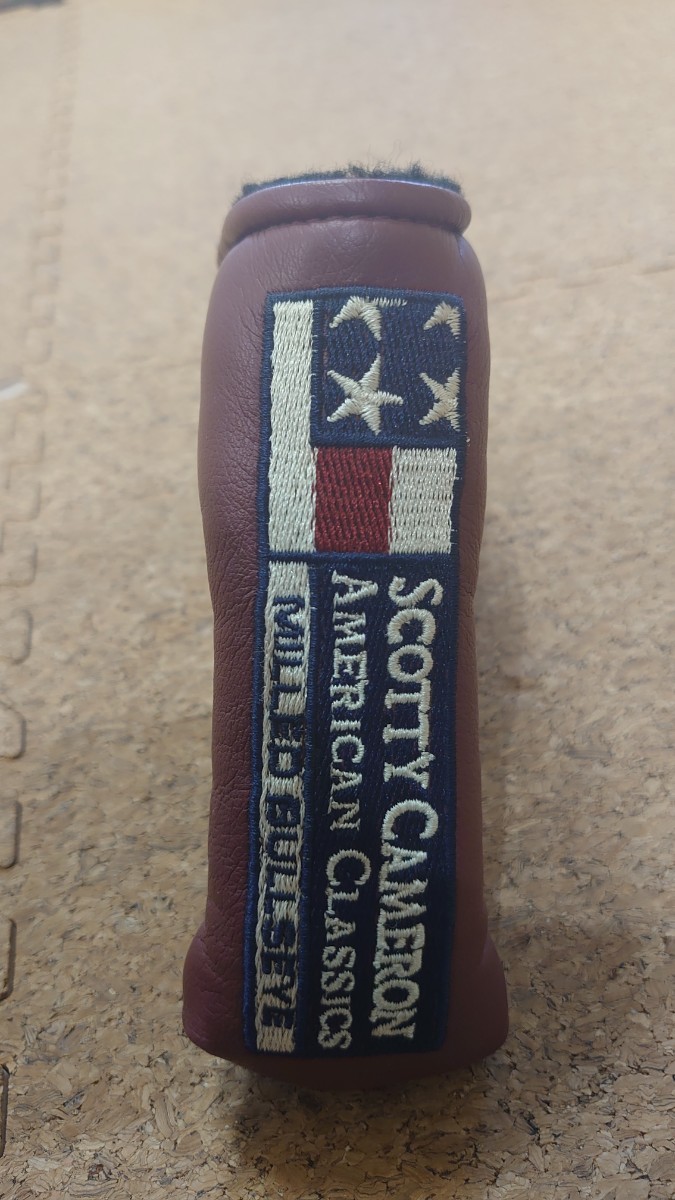 SCOTTY CAMERON
AMERICAN CLASSICS
MILLED BULLSEYE